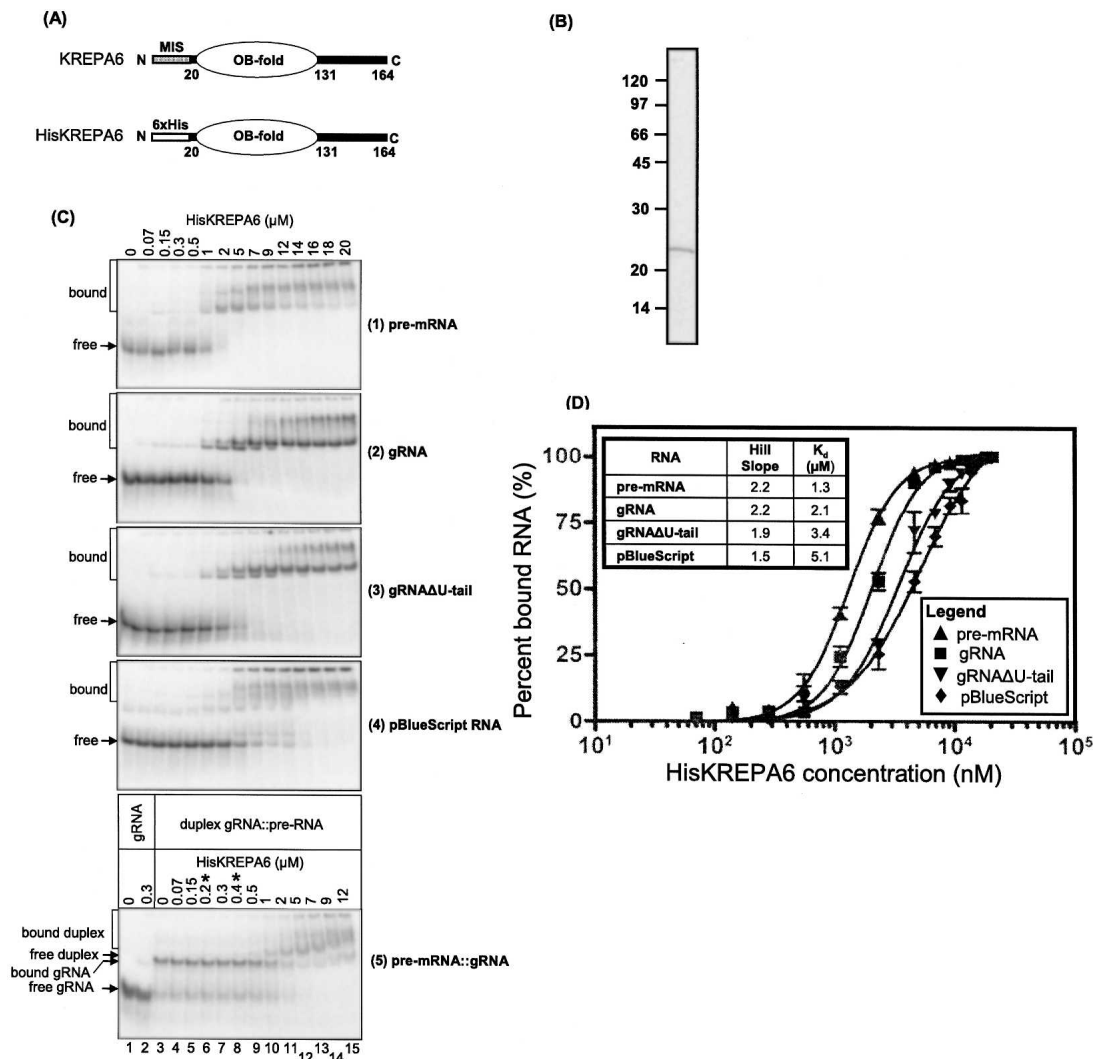 (A)
MIS
KREPA6 N OB-fold C
20 131 164
6xHis
HisKREPA6 N OB-fold C
20 131 164
(B)
120
97
66
45
30
20
14
(C)
HisKREPA6 (µM)
0 0.07 0.15 0.3 0.5 1 2 5 7 9 12 14 16 18 20
bound
free
(1) pre-mRNA
bound
free
(2) gRNA
bound
free
(3) gRNAΔU-tail
bound
free
(4) pBlueScript RNA
gRNA
duplex gRNA::pre-RNA
HisKREPA6 (µM)
0 0.3 0 0.07 0.15 0.2* 0.3 0.4* 0.5 1 2 5 7 9 12
bound duplex
free duplex
bound gRNA
free gRNA
(5) pre-mRNA::gRNA
1 2 3 4 5 6 7 8 9 10 11 12 13 14 15
(D)
Percent bound RNA (%)
100
75
50
25
0
RNA Hill Slope Kd (µM)
pre-mRNA 2.2 1.3
gRNA 2.2 2.1
gRNAΔU-tail 1.9 3.4
pBlueScript 1.5 5.1
Legend
pre-mRNA
gRNA
gRNAΔU-tail
pBlueScript
10¹ 10² 10³ 10⁴ 10⁵
HisKREPA6 concentration (nM)